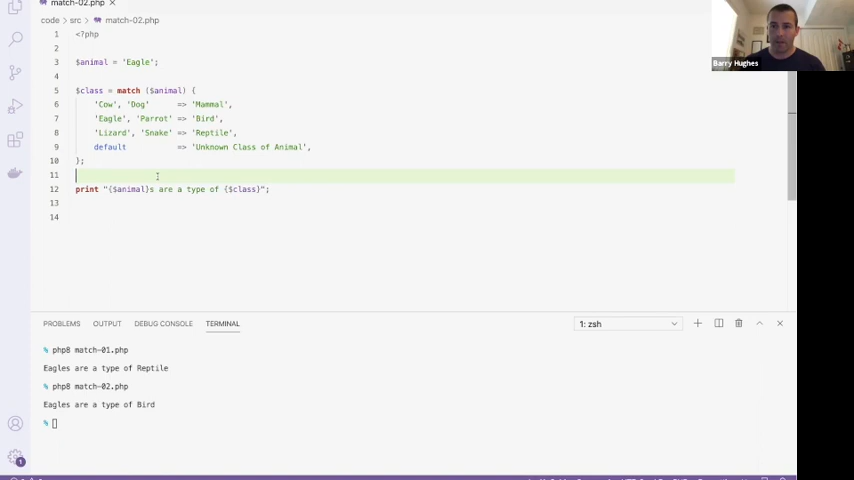 match-02.php ×
code > src > match-02.php
1 <?php
2
3 $animal = 'Eagle';
4
5 $class = match ($animal) {
6 'Cow', 'Dog' => 'Mammal',
7 'Eagle', 'Parrot' => 'Bird',
8 'Lizard', 'Snake' => 'Reptile',
9 default => 'Unknown Class of Animal',
10 };
11
12 print "{$animal}s are a type of {$class}";
13
14
Barry Hughes
PROBLEMS OUTPUT DEBUG CONSOLE TERMINAL 1: zsh
% php8 match-01.php
Eagles are a type of Reptile
% php8 match-02.php
Eagles are a type of Bird
%
1